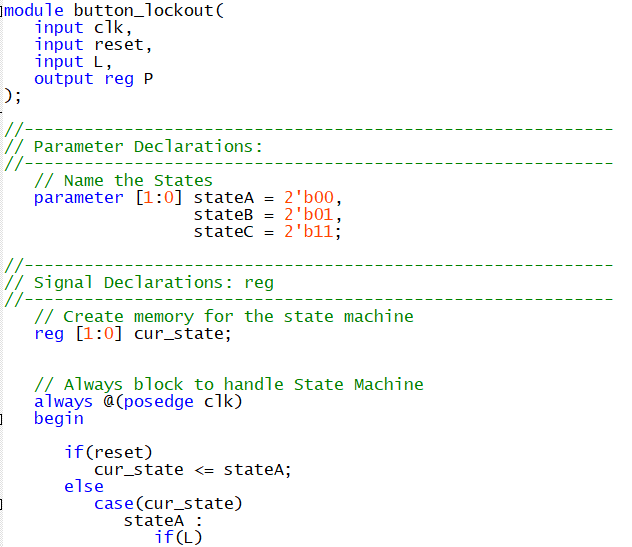 module button_lockout(
   input clk,
   input reset,
   input L,
   output reg P
);
//-----------------------------------------------------------
// Parameter Declarations:
//-----------------------------------------------------------
   // Name the States
   parameter [1:0] stateA = 2'b00,
                   stateB = 2'b01,
                   stateC = 2'b11;
//-----------------------------------------------------------
// Signal Declarations: reg
//-----------------------------------------------------------
   // Create memory for the state machine
   reg [1:0] cur_state;
   // Always block to handle State Machine
   always @(posedge clk)
   begin
      if(reset)
         cur_state <= stateA;
      else
         case(cur_state)
            stateA :
               if(L)